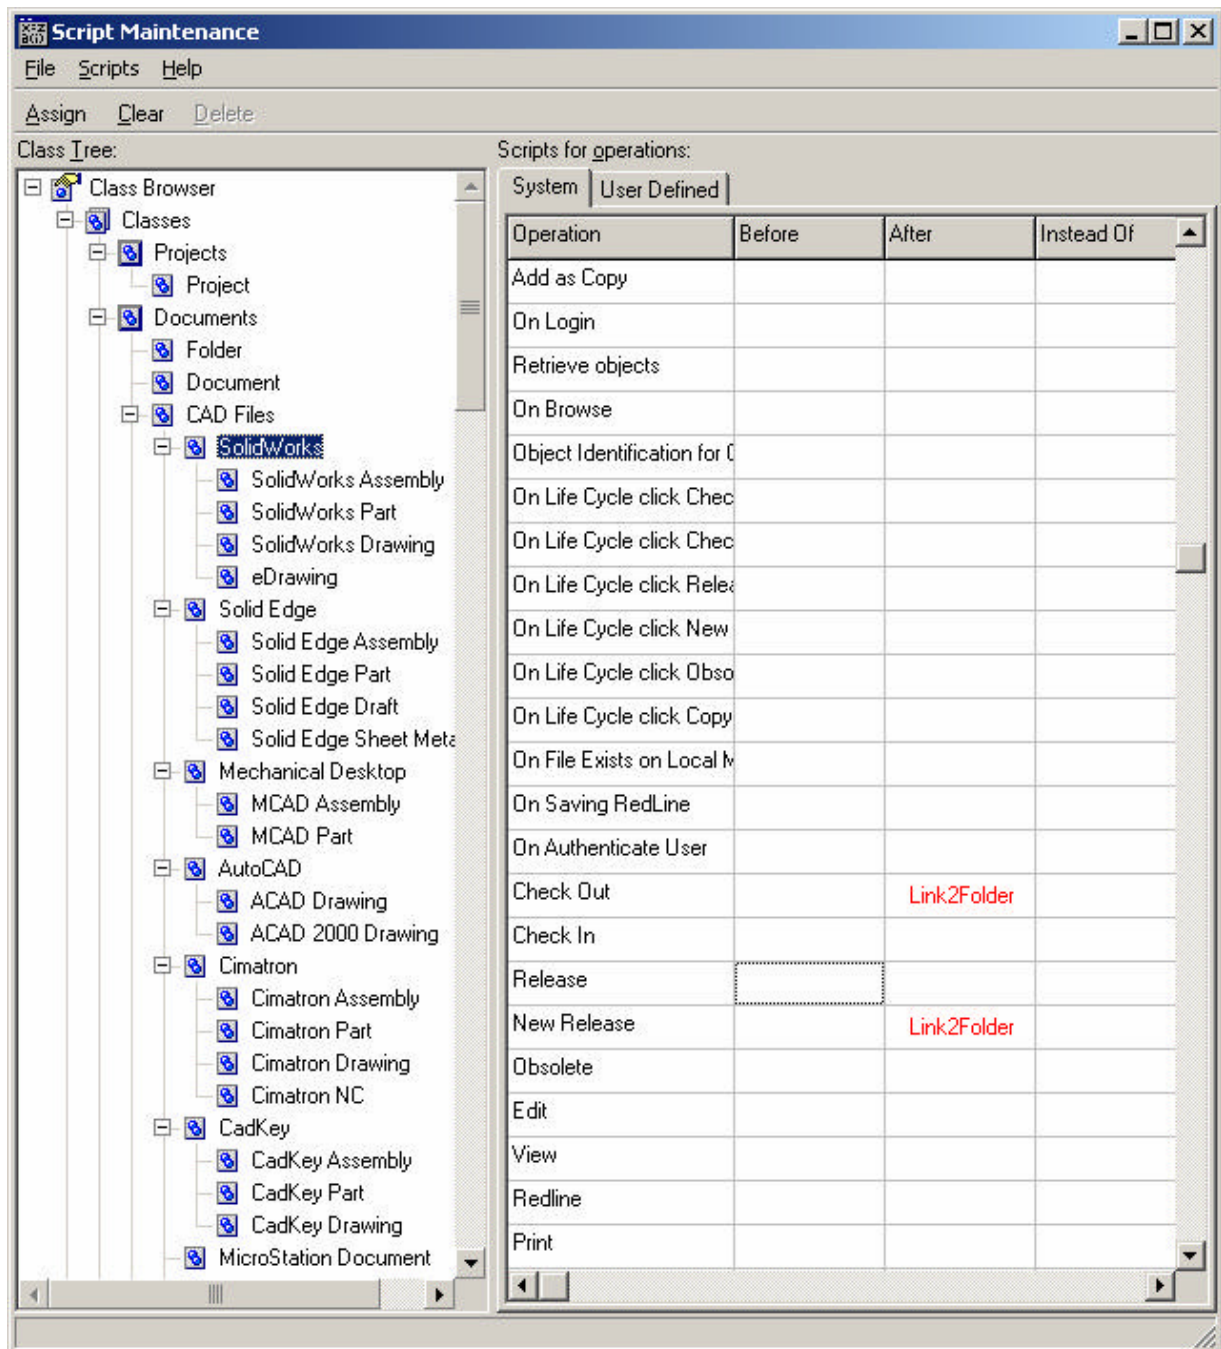 Script Maintenance
File Scripts Help
Assign Clear Delete
Class Tree:
Class Browser
Classes
Projects
Project
Documents
Folder
Document
CAD Files
SolidWorks
SolidWorks Assembly
SolidWorks Part
SolidWorks Drawing
eDrawing
Solid Edge
Solid Edge Assembly
Solid Edge Part
Solid Edge Draft
Solid Edge Sheet Meta
Mechanical Desktop
MCAD Assembly
MCAD Part
AutoCAD
ACAD Drawing
ACAD 2000 Drawing
Cimatron
Cimatron Assembly
Cimatron Part
Cimatron Drawing
Cimatron NC
CadKey
CadKey Assembly
CadKey Part
CadKey Drawing
MicroStation Document
Scripts for operations:
System User Defined
Operation Before After Instead Of
Add as Copy
On Login
Retrieve objects
On Browse
Object Identification for
On Life Cycle click Chec
On Life Cycle click Chec
On Life Cycle click Relea
On Life Cycle click New
On Life Cycle click Obso
On Life Cycle click Copy
On File Exists on Local
On Saving RedLine
On Authenticate User
Check Out Link2Folder
Check In
Release
New Release Link2Folder
Obsolete
Edit
View
Redline
Print